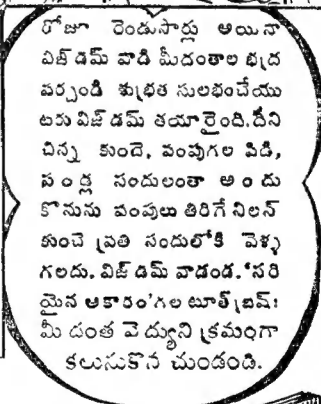 రోజూ రెండుసార్లు అయినా
విజ్‌డమ్ వాడి మీదంతాల భద్ర
పర్చండి శుభ్రత సులభంచేయు
టకు విజ్‌డమ్ తయారైంది. దీని
చిన్న కుంచె, వంపుగల పిడి,
పండ్ల సందులంతా అందు
కొనును వంపులు తిరిగే నిలన్
కుంచె ప్రతి సందులోకి వెళ్ళ
గలదు. విజ్‌డమ్ వాడండి. 'సరి
యైన ఆకారం' గల టూత్ బ్రష్:
మీ దంత వైద్యుని క్రమంగా
కలుసుకొన చుండండి.